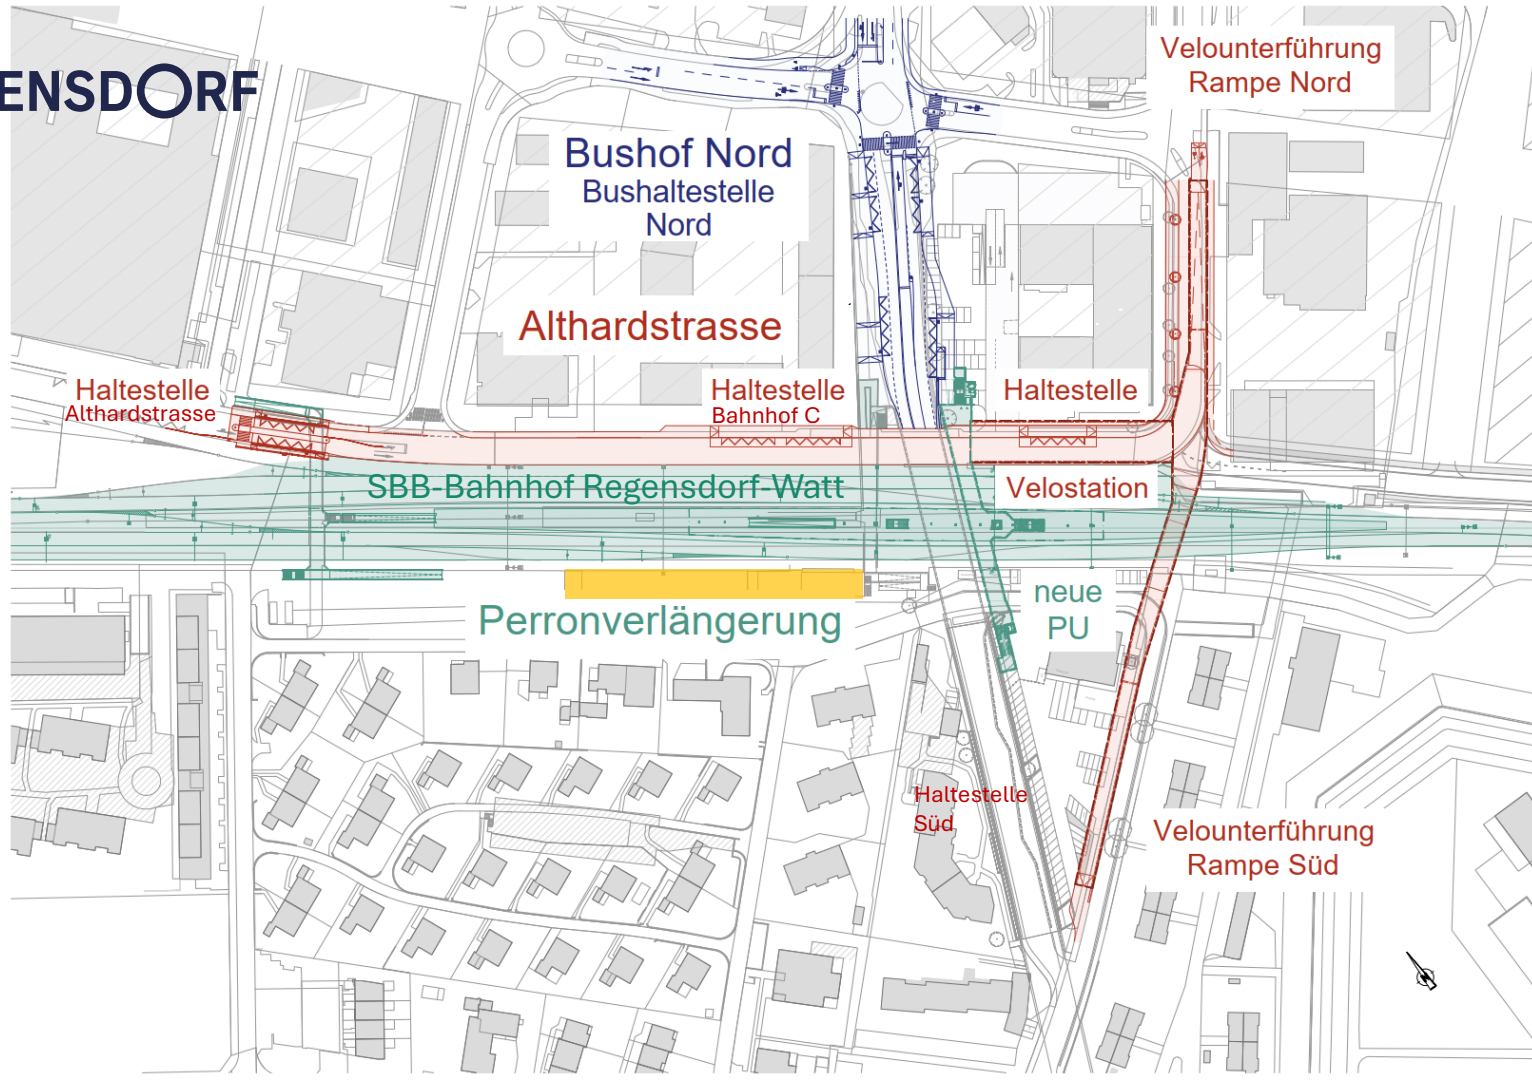 ENSDORF
Velounterführung
Rampe Nord
Bushof Nord
Bushaltestelle
Nord
Althardstrasse
Haltestelle
Althardstrasse
Haltestelle
Bahnhof C
Haltestelle
SBB-Bahnhof Regensdorf-Watt
Velostation
Perronverlängerung
neue
PU
Haltestelle
Süd
Velounterführung
Rampe Süd